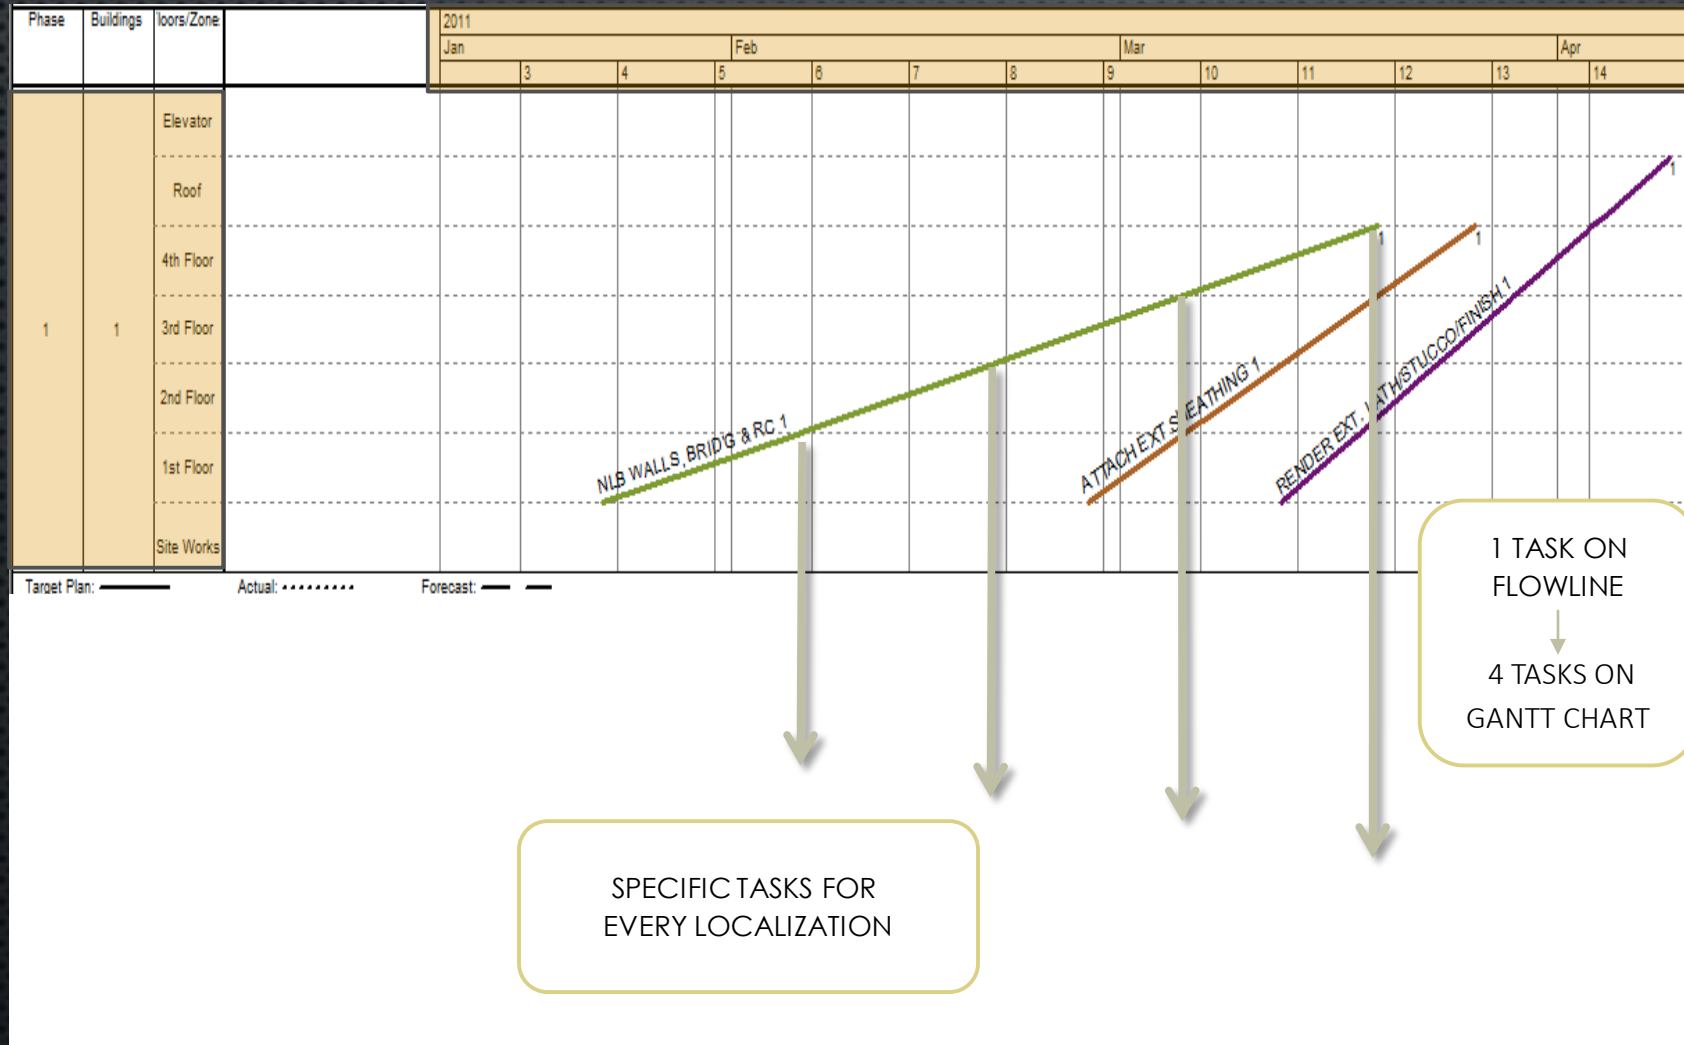 Phase Buildings loors/Zone
2011
Jan Feb Mar Apr
3 4 5 6 7 8 9 10 11 12 13 14
Elevator
Roof
4th Floor
1 1 3rd Floor
2nd Floor
1st Floor
Site Works
NLB WALLS, BRID'G & RC 1
1
ATTACH EXT SHEATHING 1
1
RENDER EXT. LATH/STUCCO/FINISH 1
1
Target Plan: Actual: Forecast:
1 TASK ON
FLOWLINE
4 TASKS ON
GANTT CHART
SPECIFIC TASKS FOR
EVERY LOCALIZATION